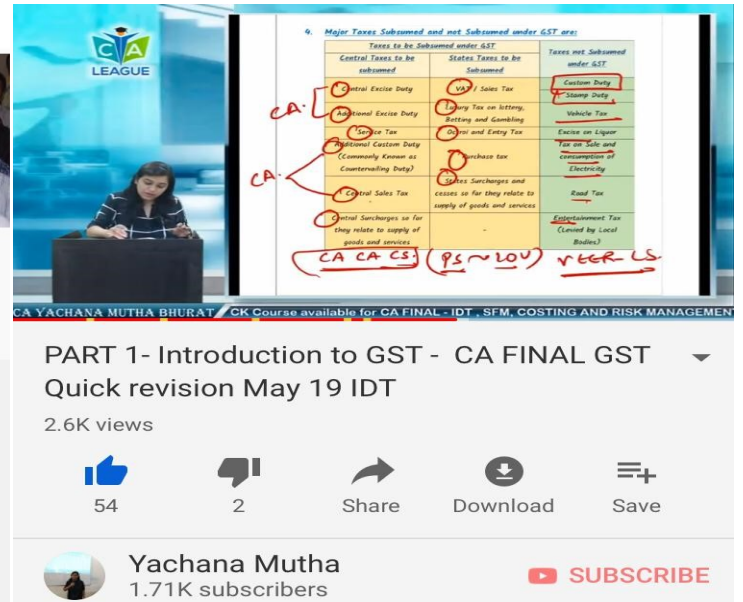 CA
LEAGUE
4. Major Taxes Subsumed and not Subsumed under GST are:
Taxes to be Subsumed under GST
Taxes not Subsumed
under GST
Central Taxes to be
subsumed
States Taxes to be
Subsumed
Central Excise Duty
VAT / Sales Tax
Custom Duty
Stamp Duty
Additional Excise Duty
Luxury Tax on lottery,
Betting and Gambling
Vehicle Tax
Service Tax
Octroi and Entry Tax
Excise on Liquor
Additional Custom Duty
(Commonly Known as
Countervailing Duty)
Purchase tax
Tax on Sale and
consumption of
Electricity
Central Sales Tax
States Surcharges and
cesses so far they relate to
supply of goods and services
Road Tax
Central Surcharges so far
they relate to supply of
goods and services
-
Entertainment Tax
(Levied by Local
Bodies)
CA.
CA.
CA CA CS.
CA YACHANA MUTHA BHURAT
CK Course available for CA FINAL - IDT , SFM, COSTING AND RISK MANAGEMEN
PART 1- Introduction to GST - CA FINAL GST
Quick revision May 19 IDT
2.6K views
54
2
Share
Download
Save
Yachana Mutha
1.71K subscribers
SUBSCRIBE